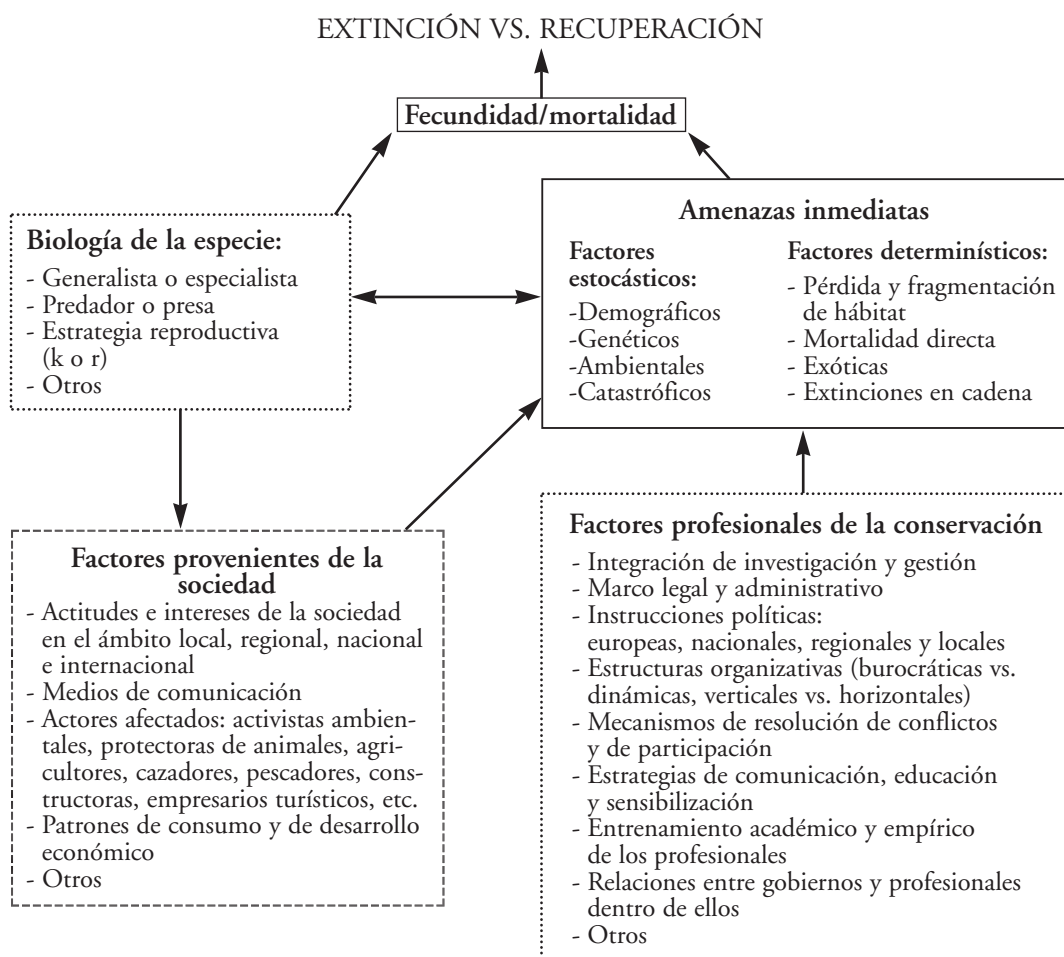 EXTINCIÓN VS. RECUPERACIÓN
Fecundidad/mortalidad
Biología de la especie:
- Generalista o especialista
- Predador o presa
- Estrategia reproductiva
(k o r)
- Otros
Amenazas inmediatas
Factores
estocásticos:
-Demográficos
-Genéticos
-Ambientales
-Catastróficos
Factores determinísticos:
- Pérdida y fragmentación
de hábitat
- Mortalidad directa
- Exóticas
- Extinciones en cadena
Factores provenientes de la
sociedad
- Actitudes e intereses de la sociedad
en el ámbito local, regional, nacional
e internacional
- Medios de comunicación
- Actores afectados: activistas ambien-
tales, protectoras de animales, agri-
cultores, cazadores, pescadores, cons-
tructoras, empresarios turísticos, etc.
- Patrones de consumo y de desarrollo
económico
- Otros
Factores profesionales de la conservación
- Integración de investigación y gestión
- Marco legal y administrativo
- Instrucciones políticas:
europeas, nacionales, regionales y locales
- Estructuras organizativas (burocráticas vs.
dinámicas, verticales vs. horizontales)
- Mecanismos de resolución de conflictos
y de participación
- Estrategias de comunicación, educación
y sensibilización
- Entrenamiento académico y empírico
de los profesionales
- Relaciones entre gobiernos y profesionales
dentro de ellos
- Otros